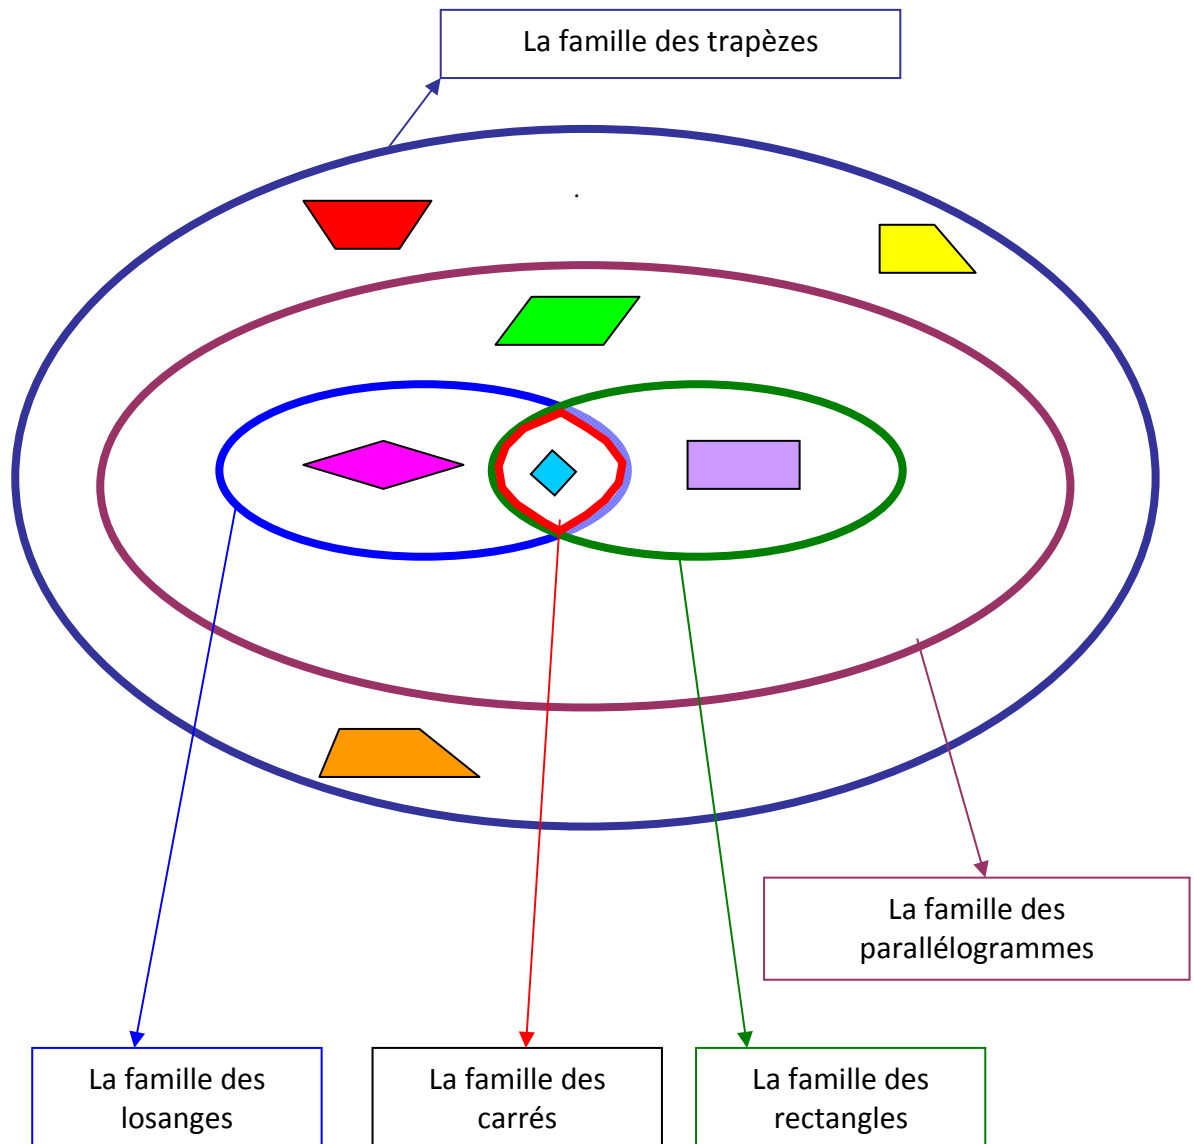 La famille des trapèzes
La famille des
parallélogrammes
La famille des
losanges
La famille des
carrés
La famille des
rectangles